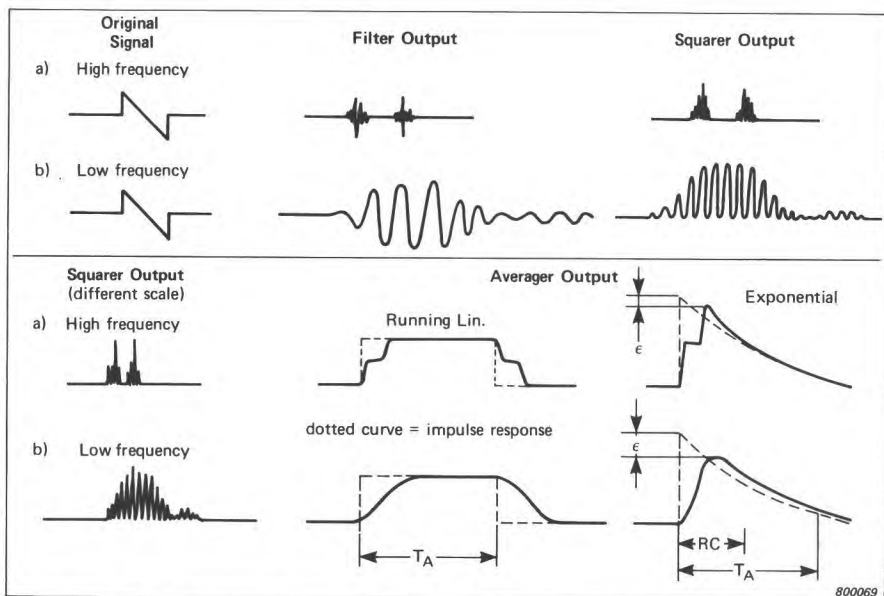 Original
Signal
Filter Output
Squarer Output
a) High frequency
b) Low frequency
Squarer Output
(different scale)
Averager Output
a) High frequency
Running Lin.
Exponential
ϵ
dotted curve = impulse response
b) Low frequency
ϵ
RC
T_A
T_A
800069